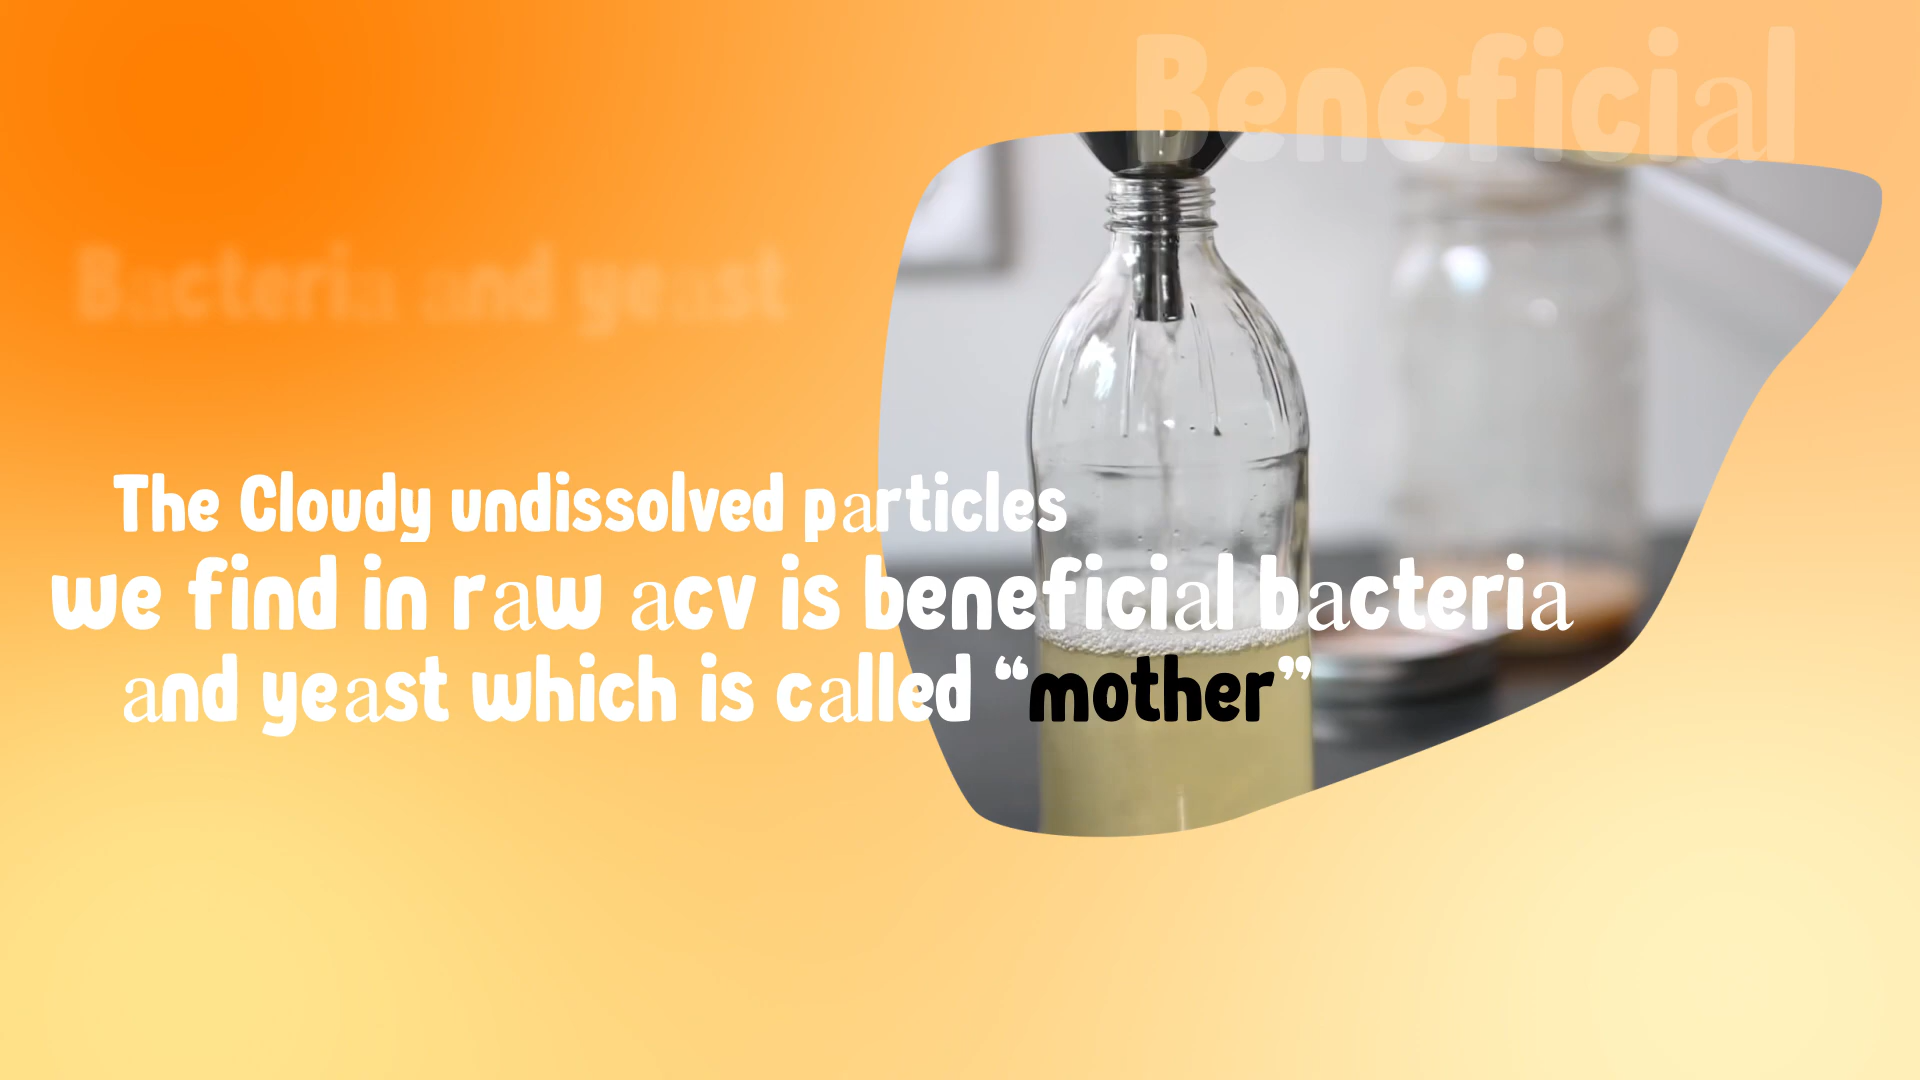 Beneficial
Bacteria and yeast
The Cloudy undissolved particles
we find in raw acv is beneficial bacteria
and yeast which is called “mother”